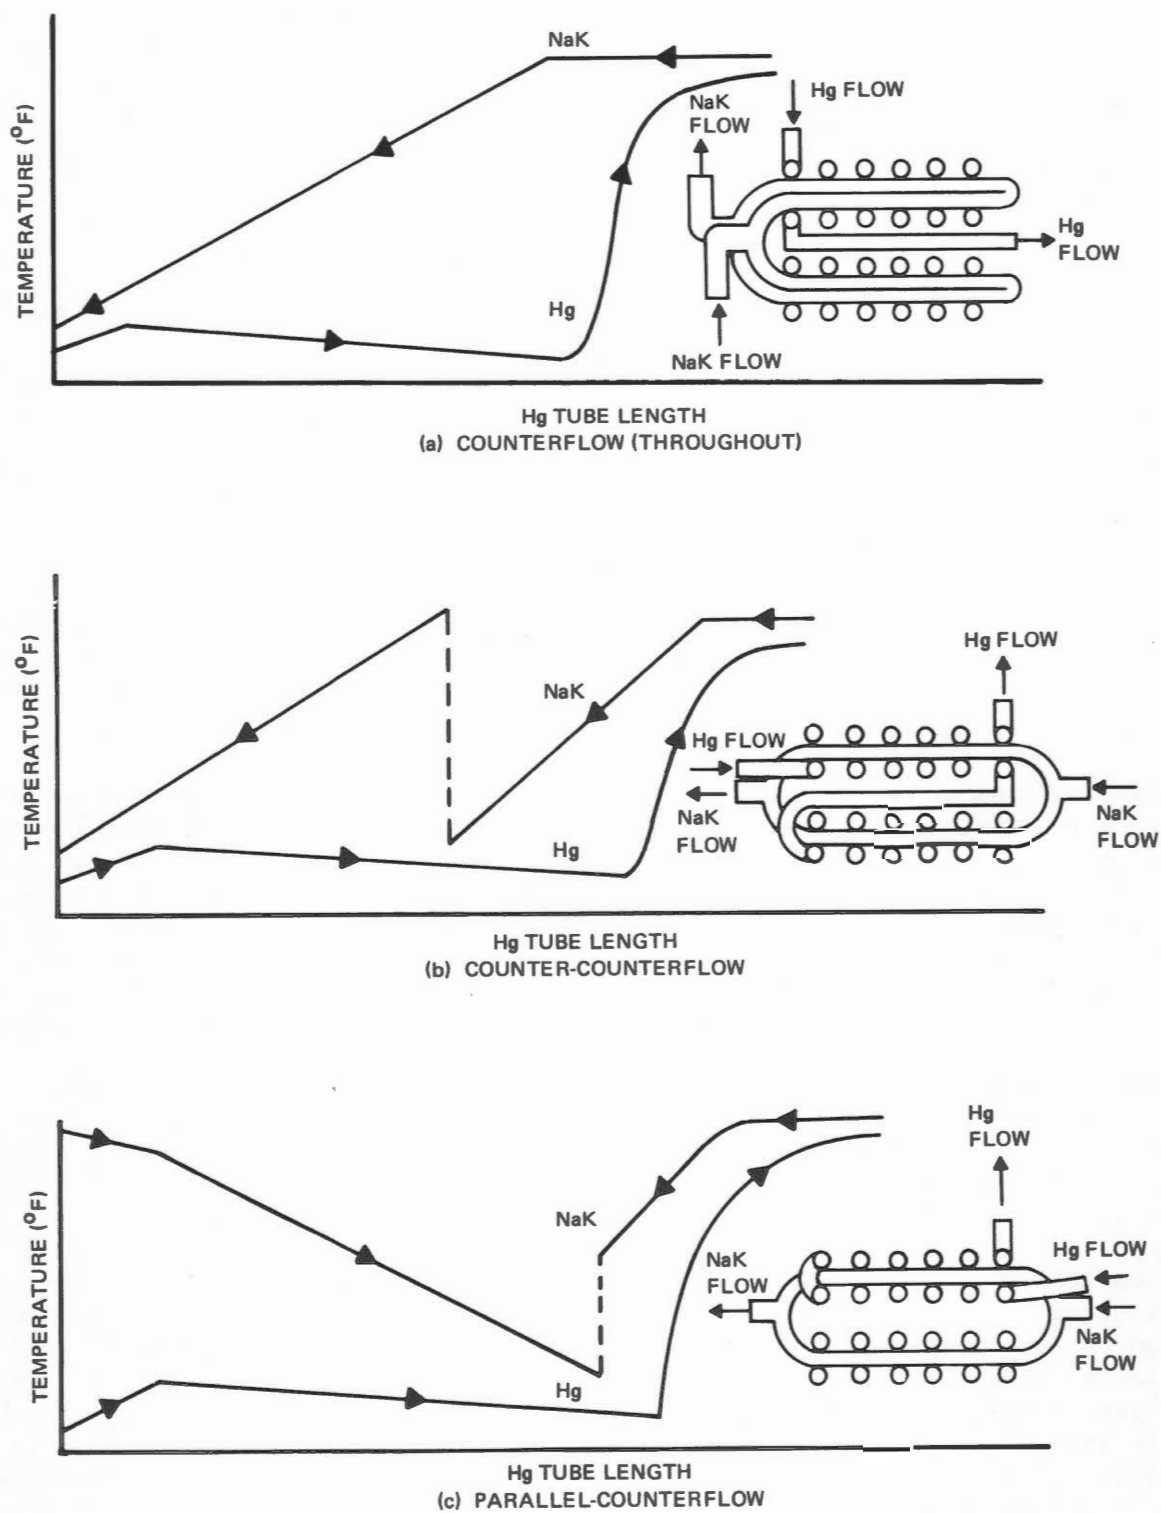 NaK
TEMPERATURE (°F)
NaK
FLOW
Hg FLOW
Hg
FLOW
Hg
NaK FLOW
Hg TUBE LENGTH
(a) COUNTERFLOW (THROUGHOUT)
TEMPERATURE (°F)
Hg FLOW
NaK
Hg FLOW
NaK
FLOW
NaK
FLOW
Hg
Hg TUBE LENGTH
(b) COUNTER-COUNTERFLOW
TEMPERATURE (°F)
Hg
FLOW
NaK
Hg FLOW
NaK
FLOW
NaK
FLOW
Hg
Hg TUBE LENGTH
(c) PARALLEL-COUNTERFLOW